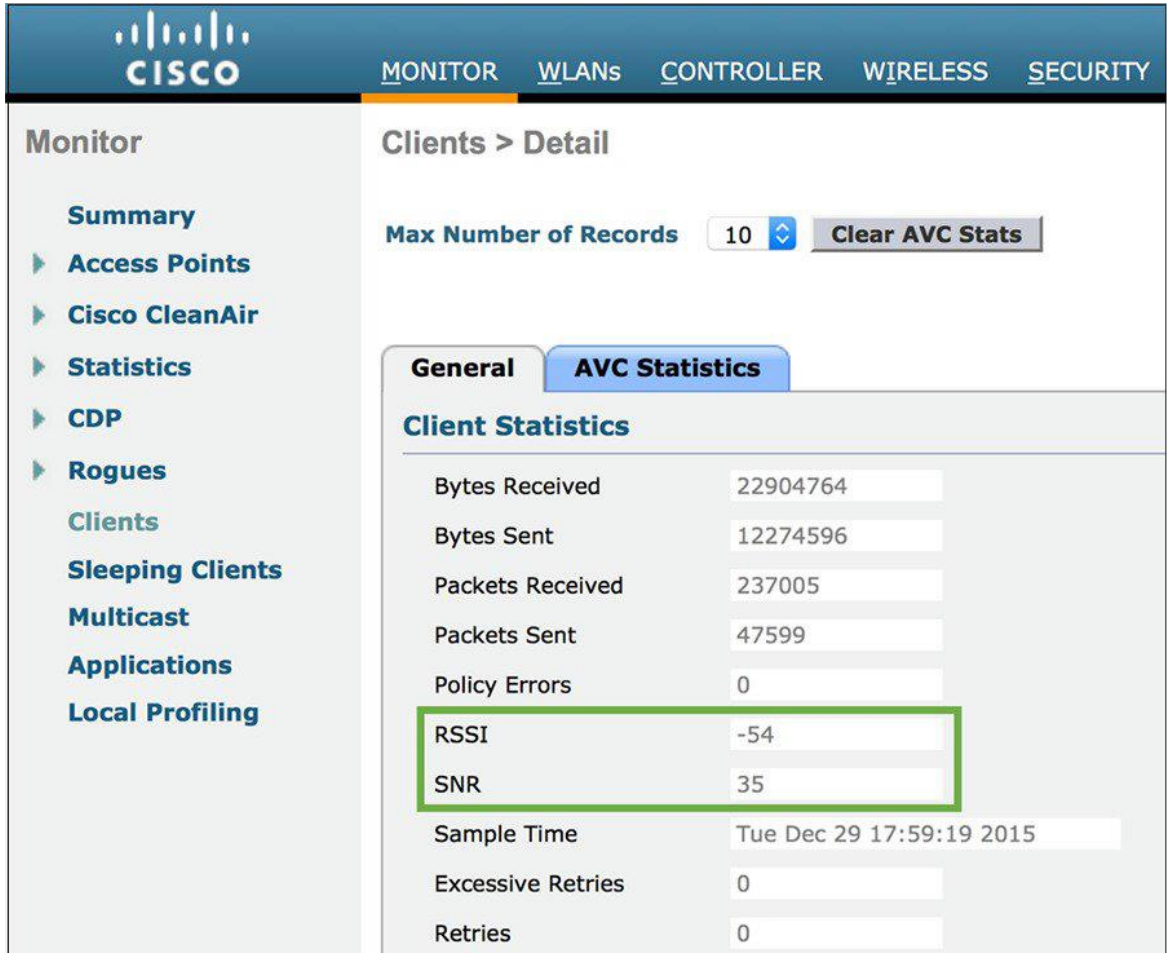 CISCO
MONITOR WLANs CONTROLLER WIRELESS SECURITY
Monitor
Summary
Access Points
Cisco CleanAir
Statistics
CDP
Rogues
Clients
Sleeping Clients
Multicast
Applications
Local Profiling
Clients > Detail
Max Number of Records 10 Clear AVC Stats
General AVC Statistics
Client Statistics
Bytes Received 22904764
Bytes Sent 12274596
Packets Received 237005
Packets Sent 47599
Policy Errors 0
RSSI -54
SNR 35
Sample Time Tue Dec 29 17:59:19 2015
Excessive Retries 0
Retries 0